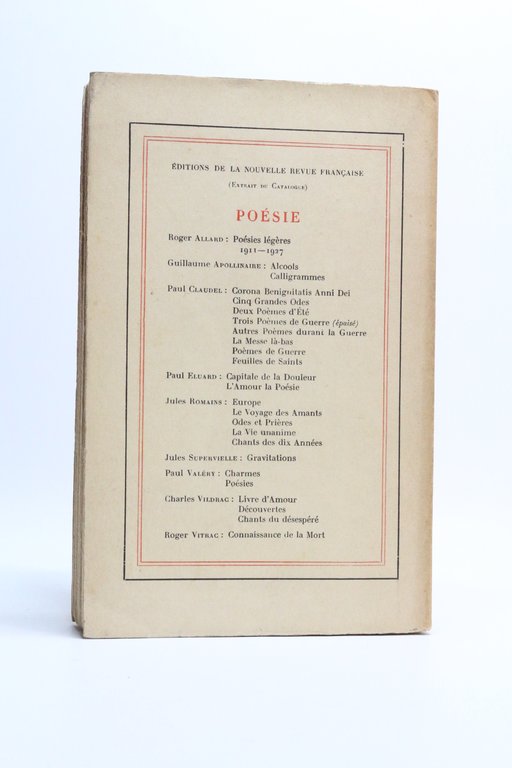 ÉDITIONS DE LA NOUVELLE REVUE FRANÇAISE
(EXTRAIT DU CATALOGUE)
POÉSIE
Roger ALLARD : Poésies légères
1911—1927
Guillaume APOLLINAIRE : Alcools
Calligrammes
Paul CLAUDEL : Corona Benignitatis Anni Dei
Cinq Grandes Odes
Deux Poèmes d'Été
Trois Poèmes de Guerre (épuisé)
Autres Poèmes durant la Guerre
La Messe là-bas
Poèmes de Guerre
Feuilles de Saints
Paul ELUARD : Capitale de la Douleur
L'Amour la Poésie
Jules ROMAINS : Europe
Le Voyage des Amants
Odes et Prières
La Vie unanime
Chants des dix Années
Jules SUPERVIELLE : Gravitations
Paul VALÉRY : Charmes
Poésies
Charles VILDRAC : Livre d'Amour
Découvertes
Chants du désespéré
Roger VITRAC : Connaissance de la Mort